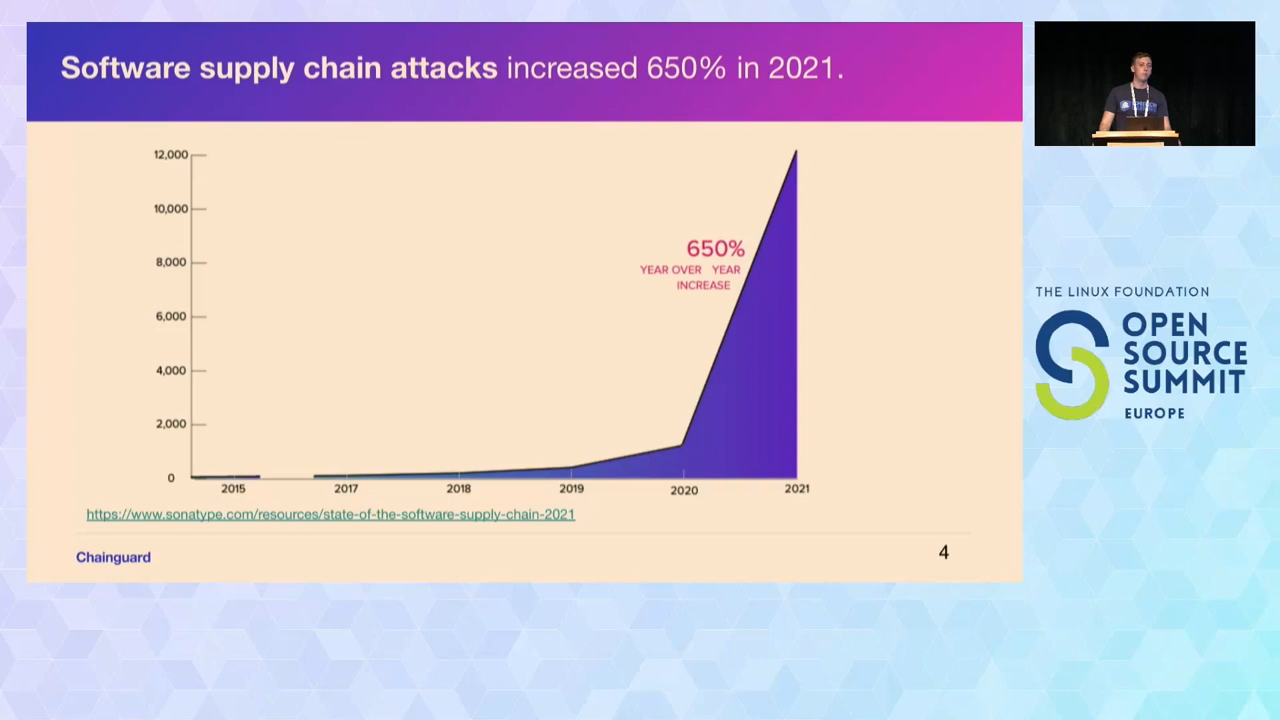 Software supply chain attacks increased 650% in 2021.
12,000
10,000
8,000
6,000
4,000
2,000
0
650%
YEAR OVER YEAR
INCREASE
2015
2017
2018
2019
2020
2021
https://www.sonatype.com/resources/state-of-the-software-supply-chain-2021
Chainguard
4
THE LINUX FOUNDATION
OPEN
SOURCE
SUMMIT
EUROPE